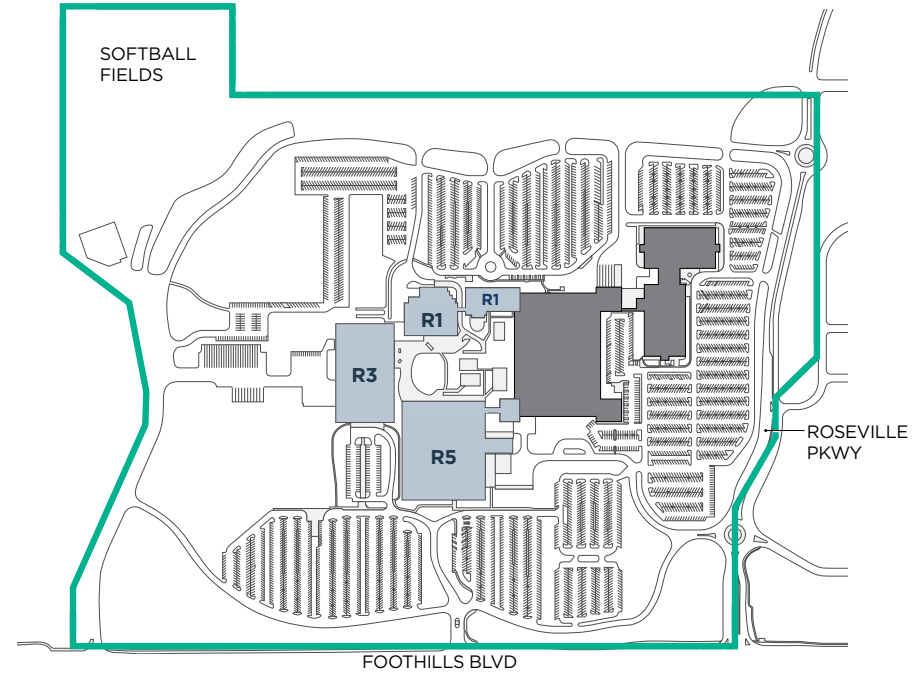 SOFTBALL
FIELDS
R1
R1
R3
R5
ROSEVILLE
PKWY
FOOTHILLS BLVD